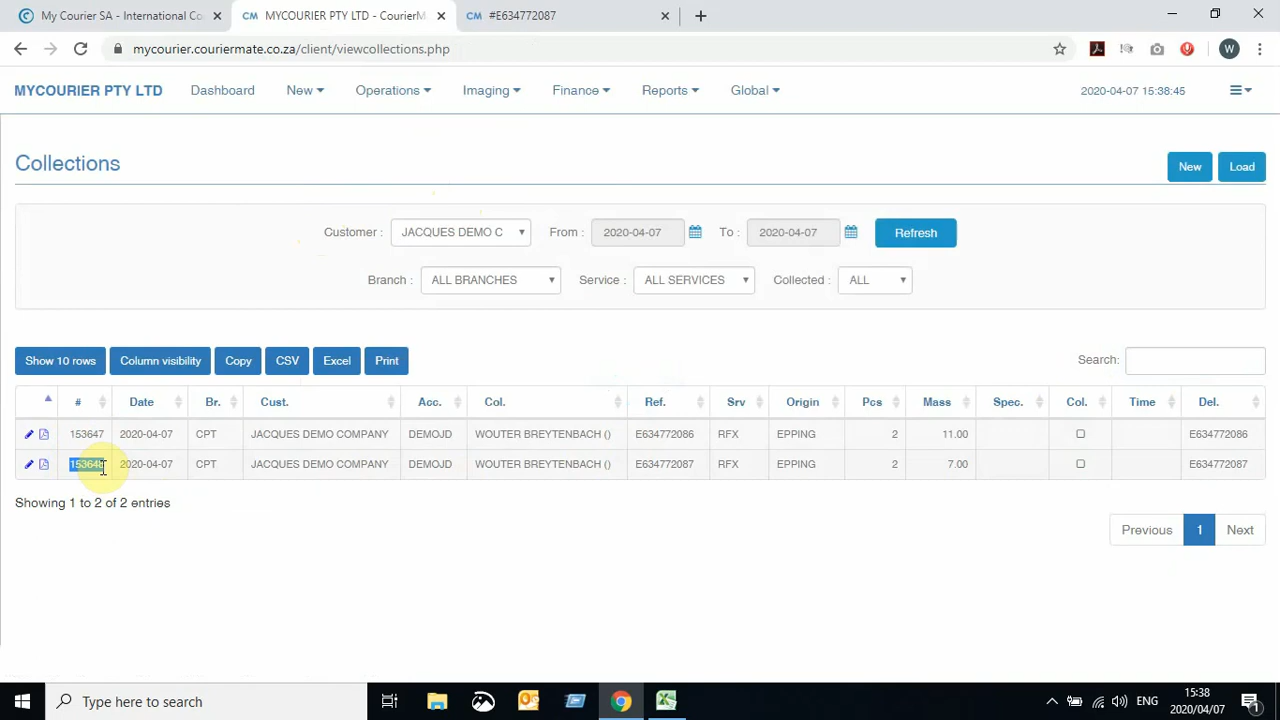 My Courier SA - International Co
MYCOURIER PTY LTD - CourierM
#E634772087
mycourier.couriermate.co.za/client/viewcollections.php
W
MYCOURIER PTY LTD Dashboard New Operations Imaging Finance Reports Global 2020-04-07 15:38:45
Collections
New Load
Customer : JACQUES DEMO C From : 2020-04-07 To : 2020-04-07 Refresh
Branch : ALL BRANCHES Service : ALL SERVICES Collected : ALL
Show 10 rows Column visibility Copy CSV Excel Print Search:
# Date Br. Cust. Acc. Col. Ref. Srv Origin Pcs Mass Spec. Col. Time Del.
153647 2020-04-07 CPT JACQUES DEMO COMPANY DEMOJD WOUTER BREYTENBACH () E634772086 RFX EPPING 2 11.00 E634772086
153648 2020-04-07 CPT JACQUES DEMO COMPANY DEMOJD WOUTER BREYTENBACH () E634772087 RFX EPPING 2 7.00 E634772087
Showing 1 to 2 of 2 entries
Previous 1 Next
Type here to search
ENG
15:38
2020/04/07
1